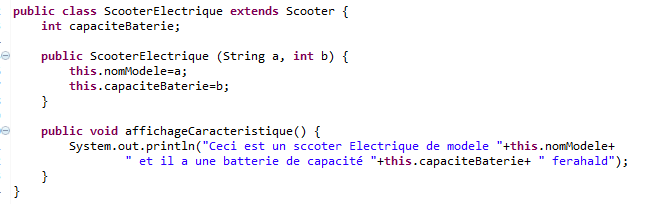 public class ScooterElectrique extends Scooter {
int capaciteBaterie;
public ScooterElectrique (String a, int b) {
this.nomModele=a;
this.capaciteBaterie=b;
}
public void affichageCaracteristique() {
System.out.println("Ceci est un sccoter Electrique de modele "+this.nomModele+
" et il a une batterie de capacité "+this.capaciteBaterie+ " ferahald");
}
}